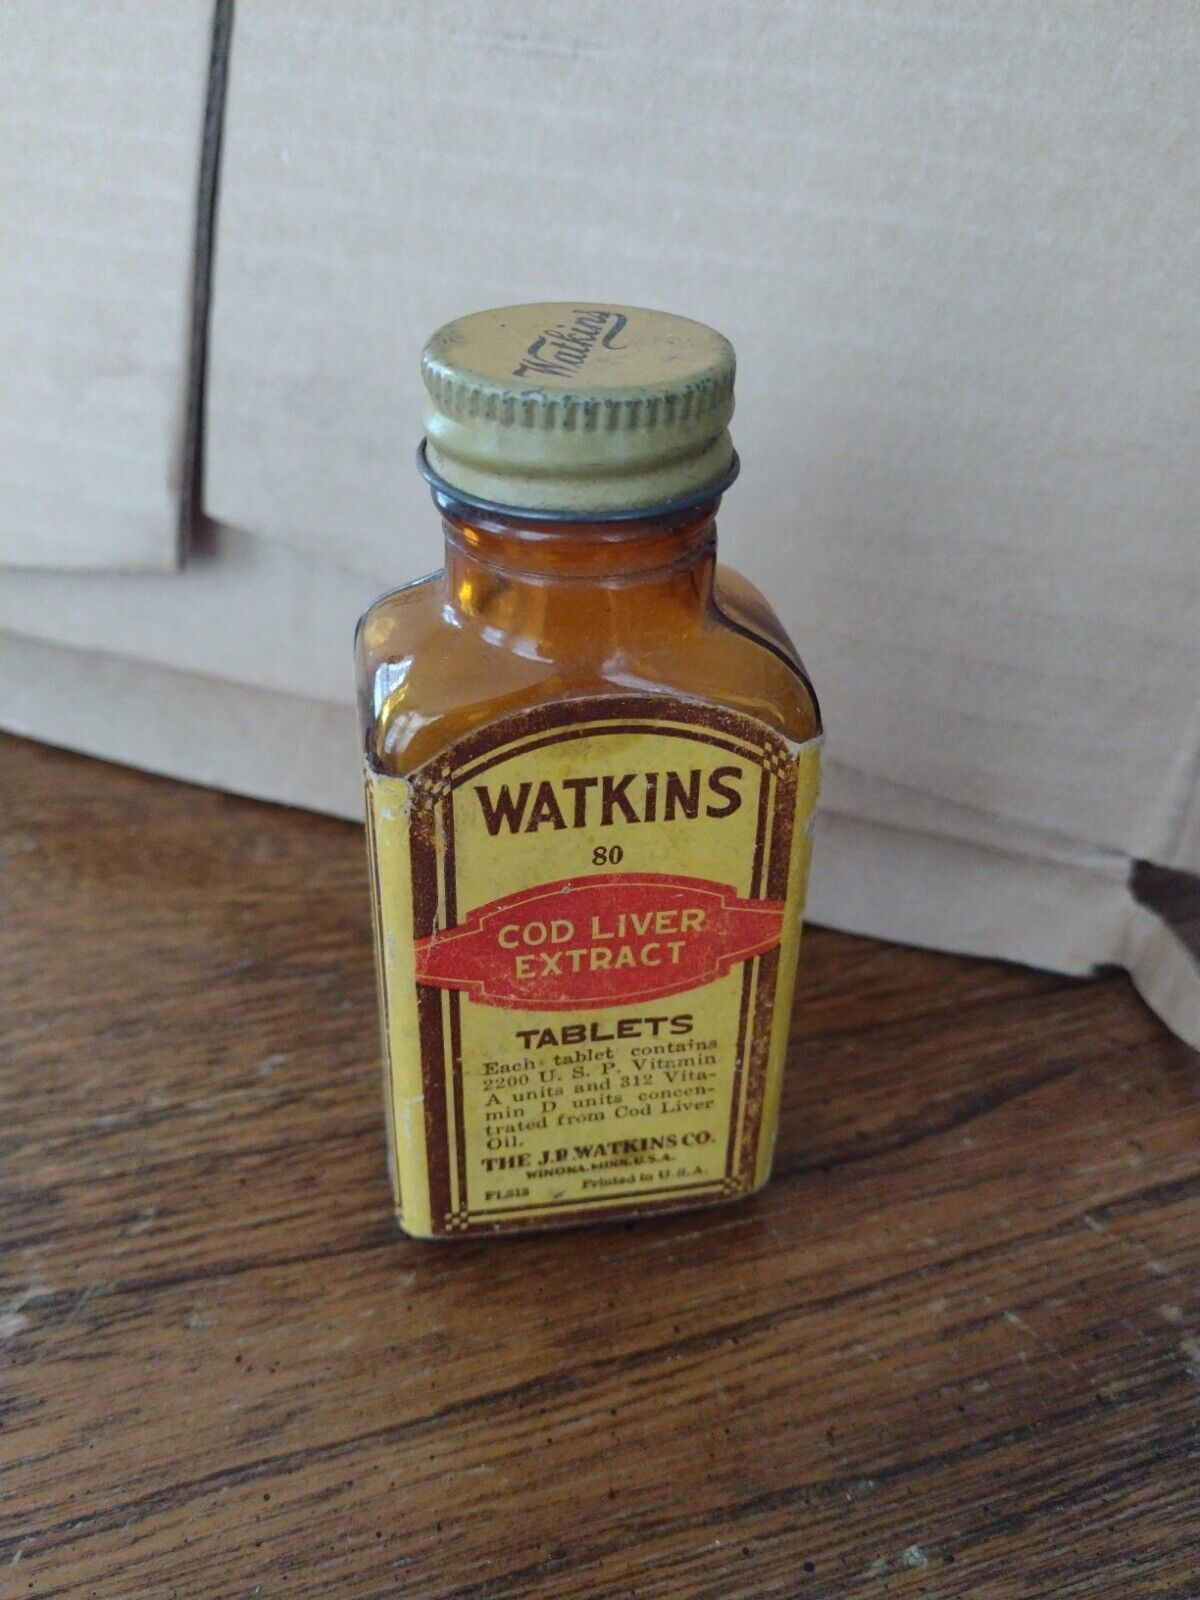 Watkins
WATKINS
80
COD LIVER
EXTRACT
TABLETS
Each tablet contains
2200 U. S. P. Vitamin
A units and 312 Vita-
min D units concen-
trated from Cod Liver
Oil.
THE J.R. WATKINS CO.
WINONA, MINN. U.S.A.
Printed in U. S. A.